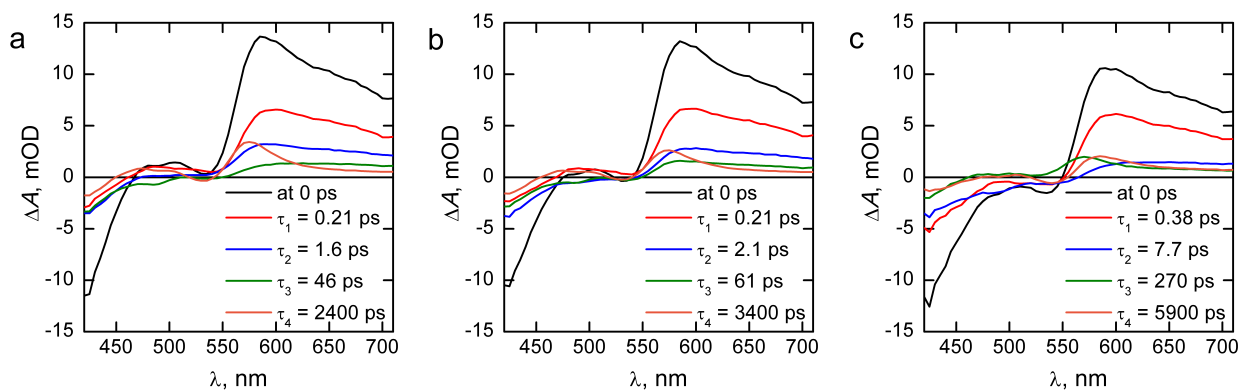 a
15
10
5
0
-5
-10
-15
ΔA, mOD
450 500 550 600 650 700
λ, nm
at 0 ps
τ1 = 0.21 ps
τ2 = 1.6 ps
τ3 = 46 ps
τ4 = 2400 ps
b
15
10
5
0
-5
-10
-15
ΔA, mOD
450 500 550 600 650 700
λ, nm
at 0 ps
τ1 = 0.21 ps
τ2 = 2.1 ps
τ3 = 61 ps
τ4 = 3400 ps
c
15
10
5
0
-5
-10
-15
ΔA, mOD
450 500 550 600 650 700
λ, nm
at 0 ps
τ1 = 0.38 ps
τ2 = 7.7 ps
τ3 = 270 ps
τ4 = 5900 ps